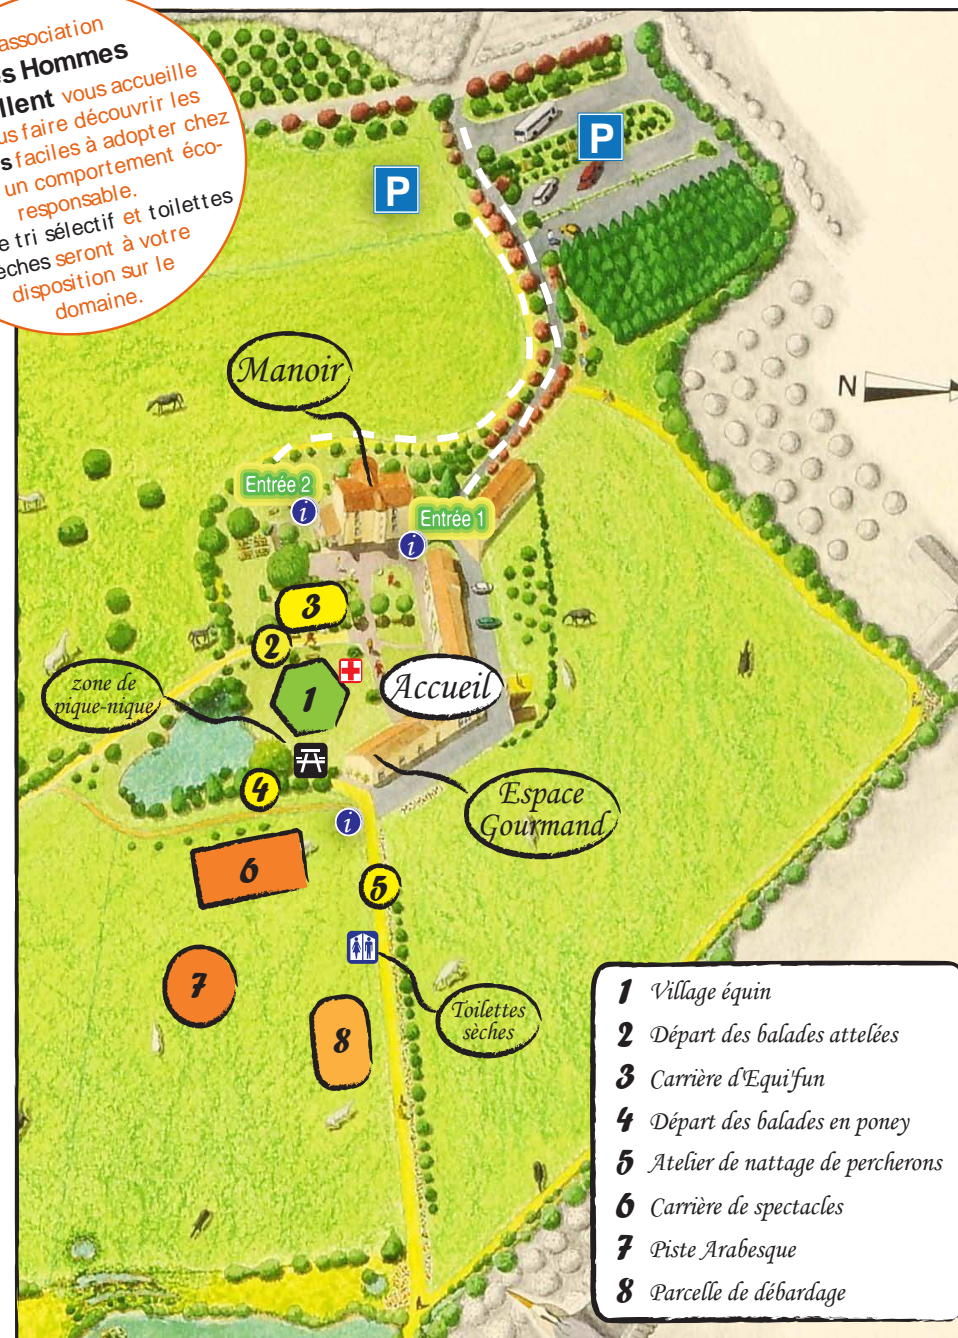 association
es Hommes
llent vous accueille
us faire découvrir les
s faciles à adopter chez
un comportement éco-
responsable.
e tri sélectif et toilettes
èches seront à votre
disposition sur le
domaine.
P
P
N
Manoir
Entrée 2
i
Entrée 1
i
3
2
zone de
pique-nique
1
Accueil
4
Espace
Gourmand
i
6
5
7
8
Toilettes
sèches
1 Village équin
2 Départ des balades attelées
3 Carrière d'Equi'fun
4 Départ des balades en poney
5 Atelier de nattage de percherons
6 Carrière de spectacles
7 Piste Arabesque
8 Parcelle de débardage